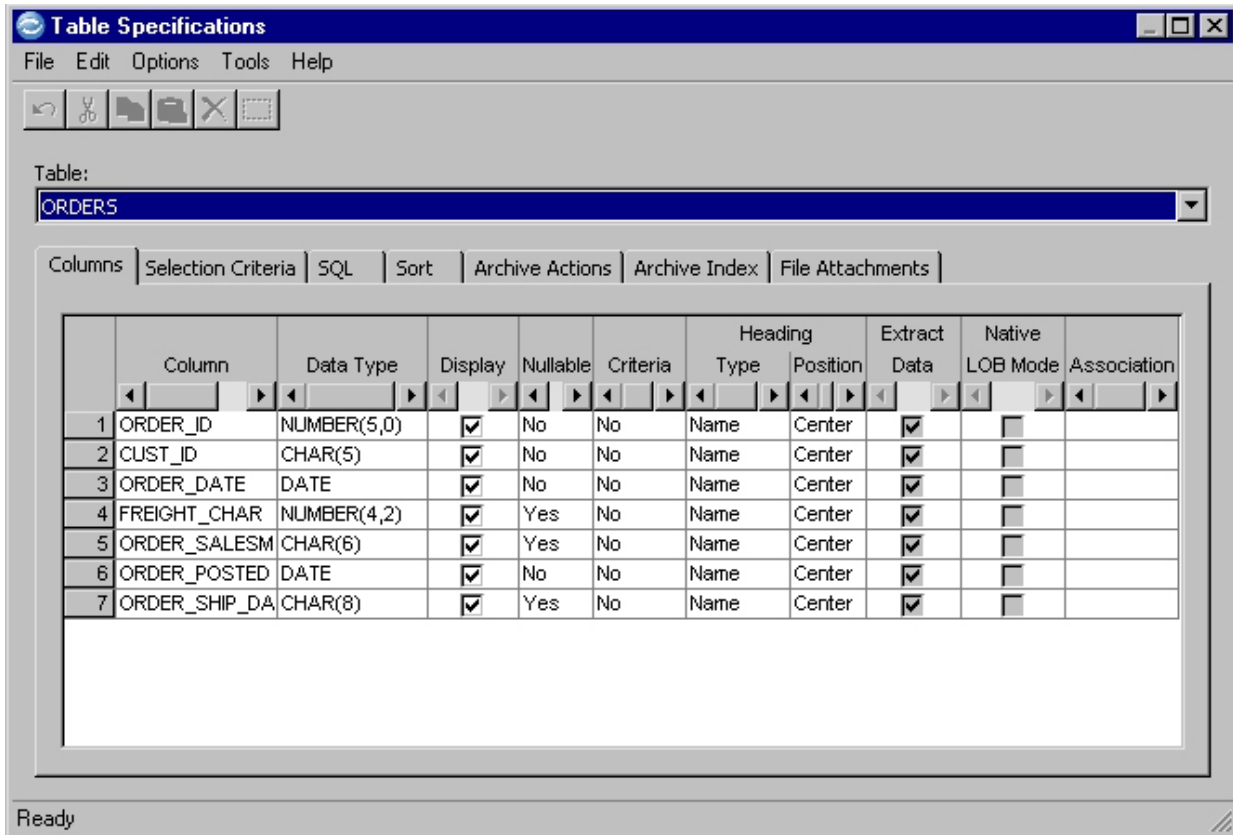 Table Specifications
File Edit Options Tools Help
Table:
ORDERS
Columns Selection Criteria SQL Sort Archive Actions Archive Index File Attachments
Heading Extract Native
Column Data Type Display Nullable Criteria Type Position Data LOB Mode Association
1 ORDER_ID NUMBER(5,0) No No Name Center
2 CUST_ID CHAR(5) No No Name Center
3 ORDER_DATE DATE No No Name Center
4 FREIGHT_CHAR NUMBER(4,2) Yes No Name Center
5 ORDER_SALESM CHAR(6) Yes No Name Center
6 ORDER_POSTED DATE No No Name Center
7 ORDER_SHIP_DA CHAR(8) Yes No Name Center
Ready